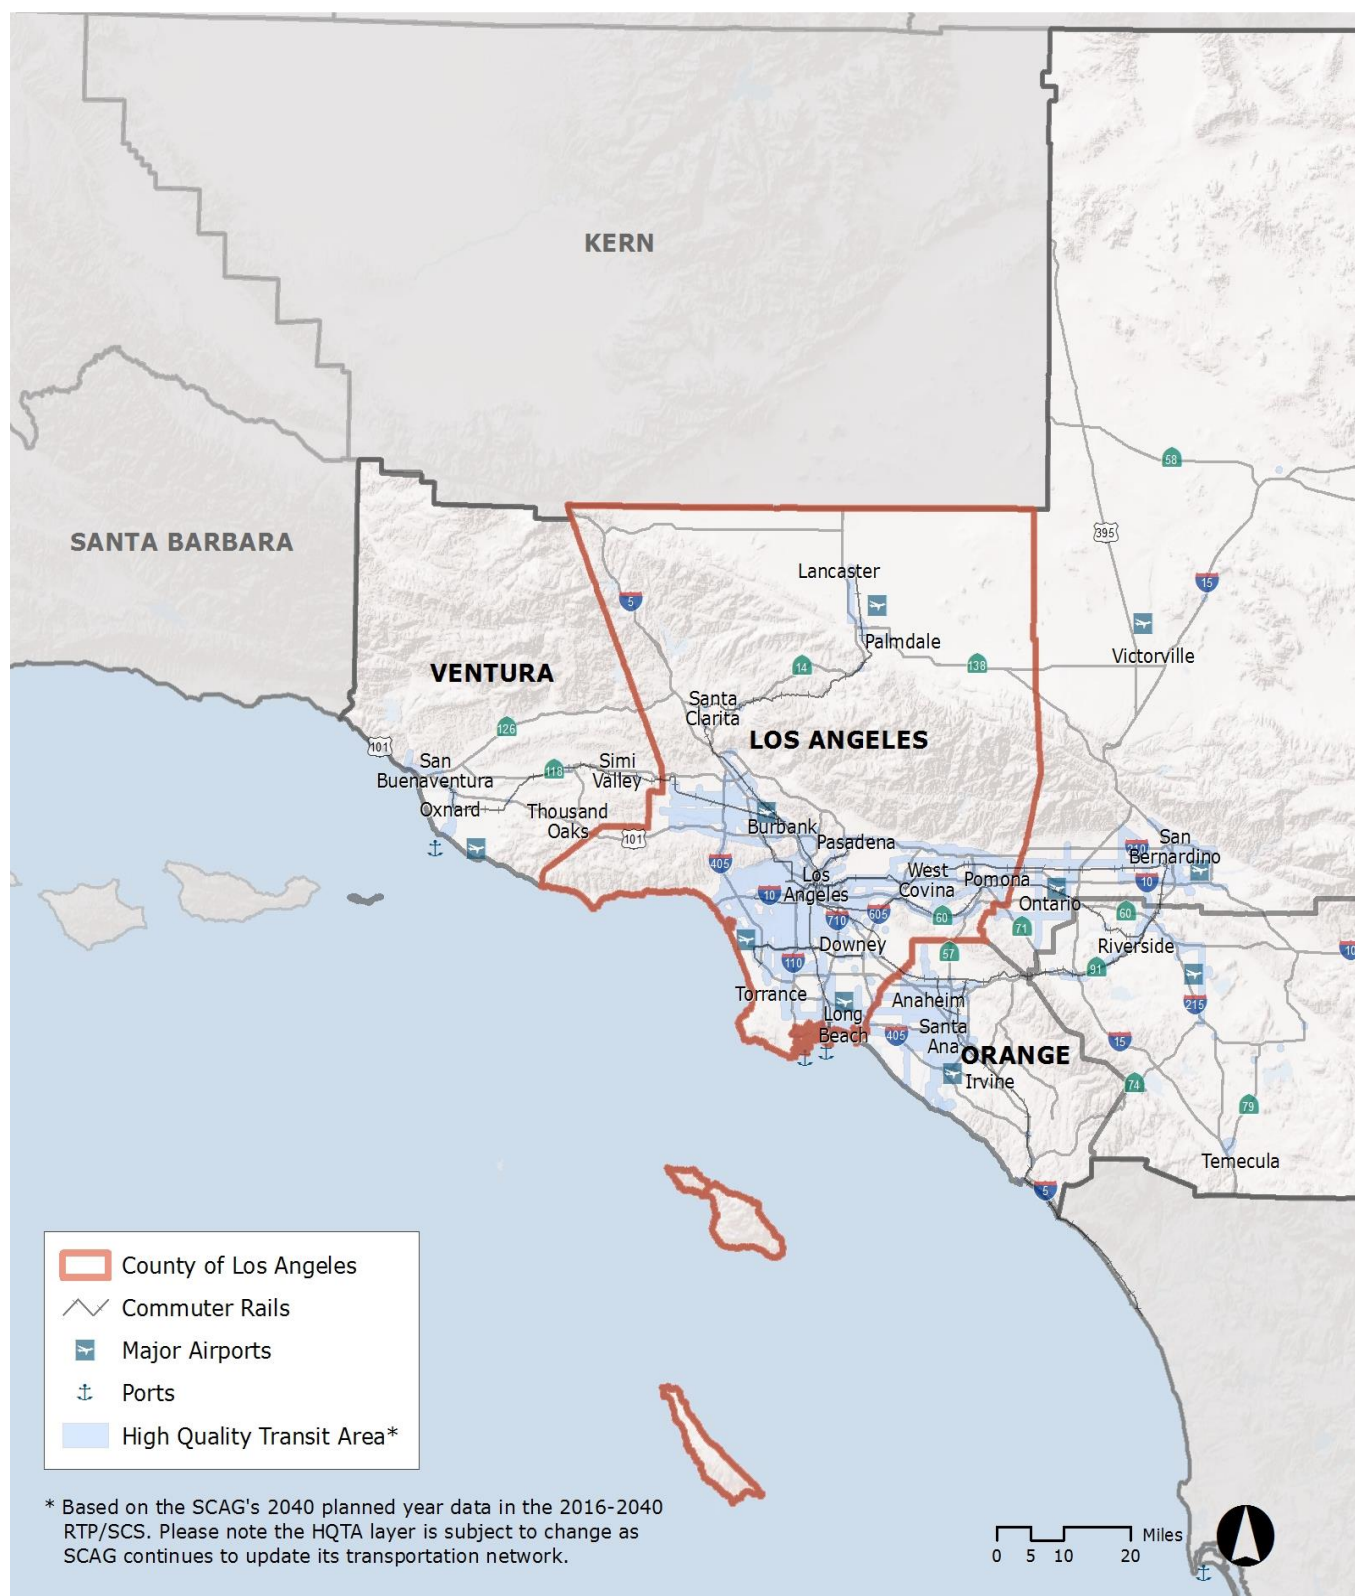 KERN
58
SANTA BARBARA
395
Lancaster
15
5
Palmdale
Victorville
VENTURA
14
138
Santa
Clarita
126
LOS ANGELES
101
San
Buenaventura
118
Simi
Valley
Oxnard
Thousand
Oaks
101
Burbank
Pasadena
San
Bernardino
210
405
Los
Angeles
West
Covina
Pomona
10
10
Ontario
710
605
60
60
71
Downey
Riverside
57
10
110
91
Torrance
Anaheim
215
Long
Beach
405
Santa
Ana
ORANGE
15
Irvine
74
79
Temecula
5
County of Los Angeles
Commuter Rails
Major Airports
Ports
High Quality Transit Area*
* Based on the SCAG's 2040 planned year data in the 2016-2040
RTP/SCS. Please note the HQTA layer is subject to change as
SCAG continues to update its transportation network.
Miles
0 5 10 20